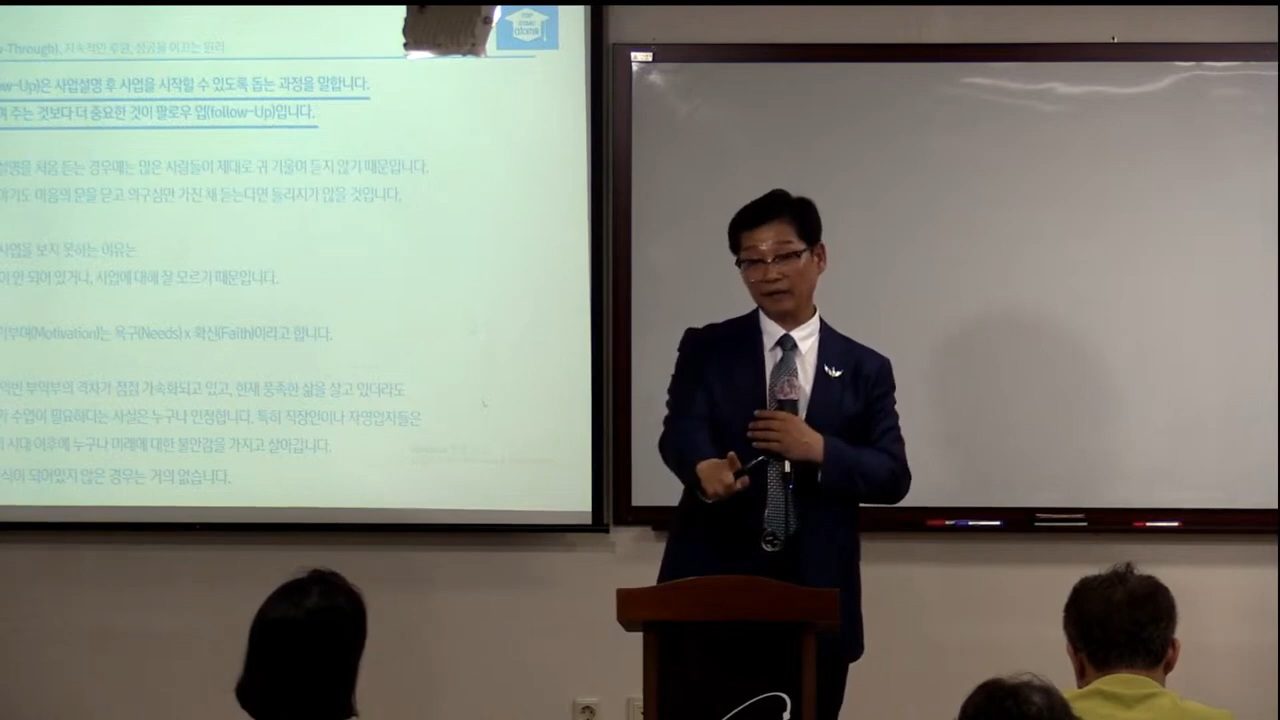 -Through), 지속적인 후원, 성공을 이끄는 원리
ow-Up)은 사업설명 후 사업을 시작할 수 있도록 돕는 과정을 말합니다.
주는 것보다 더 중요한 것이 팔로우 업(follow-Up)입니다.
설명을 처음 듣는 경우에는 많은 사람들이 제대로 귀 기울여 듣지 않기 때문입니다.
마음의 문을 닫고 의구심만 가진 채 듣는다면 들리지가 않을 것입니다.
사업을 보지 못하는 이유는
안 되어 있거나, 사업에 대해 잘 모르기 때문입니다.
기부여(Motivation)는 욕구(Needs) x 확신(Faith)이라고 합니다.
부익부의 격차가 점점 가속화되고 있고, 현재 풍족한 삶을 살고 있더라도
수입이 필요하다는 사실은 누구나 인정합니다. 특히 직장인이나 자영업자들은
시대 이후에 누구나 미래에 대한 불안감을 가지고 살아갑니다.
식이 되어있지 않은 경우는 거의 없습니다.